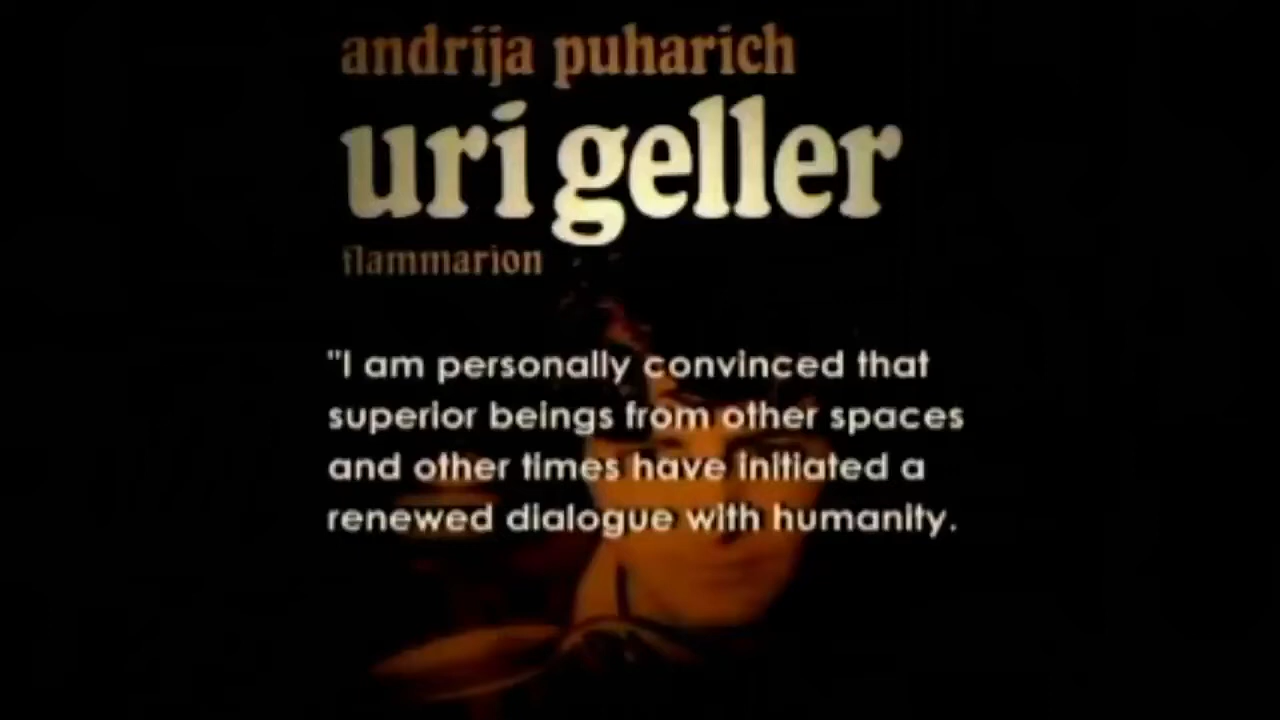 andrija puharich
uri geller
flammarion
"I am personally convinced that
superior beings from other spaces
and other times have initiated a
renewed dialogue with humanity.